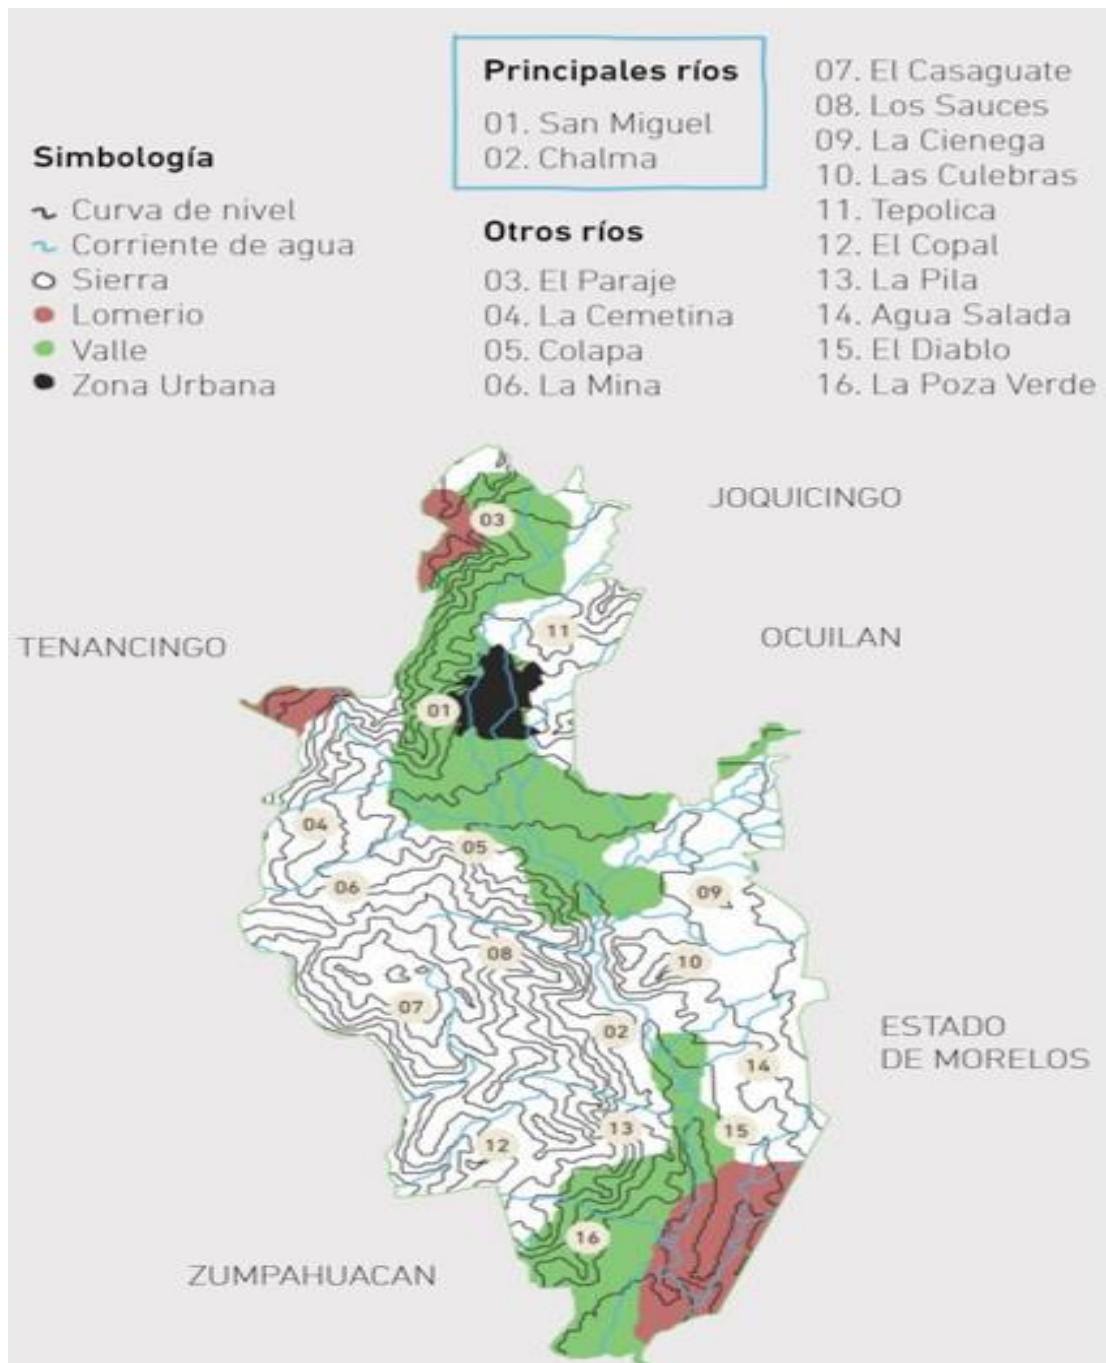 Simbología
Curva de nivel
Corriente de agua
Sierra
Lomerio
Valle
Zona Urbana
Principales ríos
01. San Miguel
02. Chalma
Otros ríos
03. El Paraje
04. La Cemetina
05. Colapa
06. La Mina
07. El Casaguate
08. Los Sauces
09. La Cienega
10. Las Culebras
11. Tepolica
12. El Copal
13. La Pila
14. Agua Salada
15. El Diablo
16. La Poza Verde
JOQUICINGO
03
11
OCUILAN
TENANCINGO
01
04
05
06
09
08
10
07
02
ESTADO
DE MORELOS
14
13
15
12
16
ZUMPAHUACAN